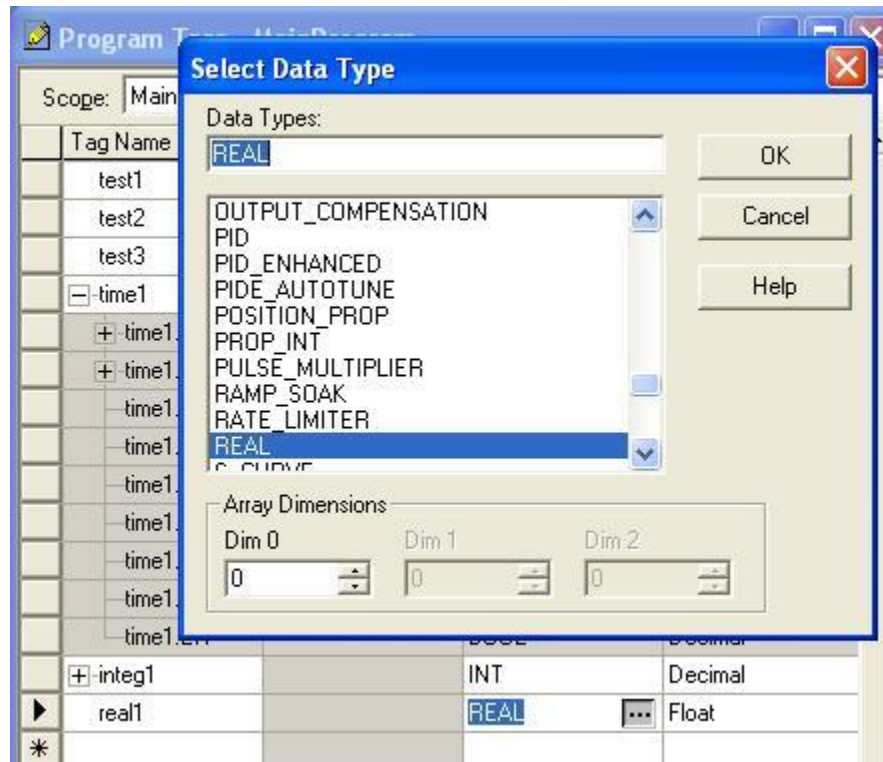 Select Data Type
Scope: Main
Tag Name
test1
test2
test3
time1
time1.
time1.
time1.
time1.
time1.
time1.
time1.
time1.
integ1
INT
Decimal
real1
REAL
...
Float
Data Types:
REAL
OUTPUT_COMPENSATION
PID
PID_ENHANCED
PIDE_AUTOTUNE
POSITION_PROP
PROP_INT
PULSE_MULTIPLIER
RAMP_SOAK
RATE_LIMITER
REAL
OK
Cancel
Help
Array Dimensions
Dim 0
Dim 1
Dim 2
0
0
0
Program